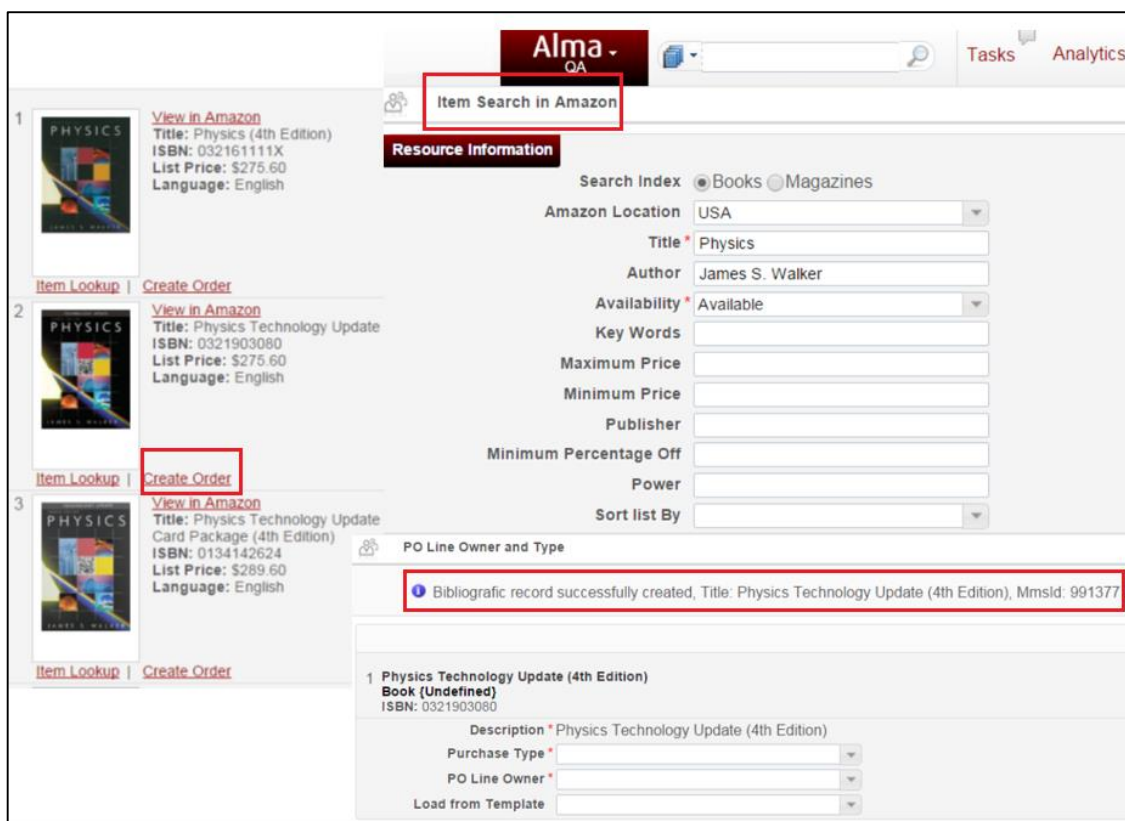 Alma
QA
Tasks
Analytics
Item Search in Amazon
1
PHYSICS
JAMES S. WALKER
View in Amazon
Title: Physics (4th Edition)
ISBN: 032161111X
List Price: $275.60
Language: English
Item Lookup | Create Order
2
PHYSICS
JAMES S. WALKER
View in Amazon
Title: Physics Technology Update
ISBN: 0321903080
List Price: $275.60
Language: English
Item Lookup | Create Order
3
PHYSICS
View in Amazon
Title: Physics Technology Update
Card Package (4th Edition)
ISBN: 0134142624
List Price: $289.60
Language: English
Item Lookup | Create Order
Resource Information
Search Index Books Magazines
Amazon Location USA
Title * Physics
Author James S. Walker
Availability * Available
Key Words
Maximum Price
Minimum Price
Publisher
Minimum Percentage Off
Power
Sort list By
PO Line Owner and Type
Bibliografic record successfully created, Title: Physics Technology Update (4th Edition), MmsId: 991377
1 Physics Technology Update (4th Edition)
Book {Undefined}
ISBN: 0321903080
Description * Physics Technology Update (4th Edition)
Purchase Type *
PO Line Owner *
Load from Template